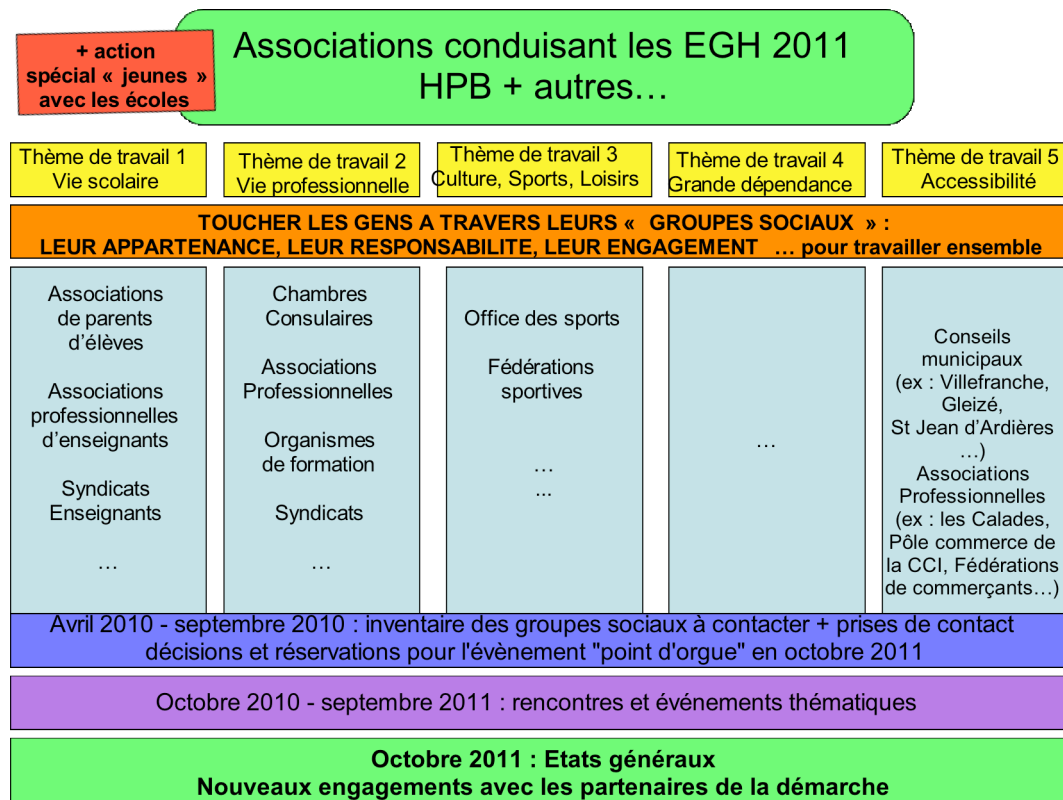 + action
spécial « jeunes »
avec les écoles
Associations conduisant les EGH 2011
HPB + autres…
Thème de travail 1
Vie scolaire
Thème de travail 2
Vie professionnelle
Thème de travail 3
Culture, Sports, Loisirs
Thème de travail 4
Grande dépendance
Thème de travail 5
Accessibilité
TOUCHER LES GENS A TRAVERS LEURS « GROUPES SOCIAUX » :
LEUR APPARTENANCE, LEUR RESPONSABILITE, LEUR ENGAGEMENT … pour travailler ensemble
Associations
de parents
d’élèves
Associations
professionnelles
d’enseignants
Syndicats
Enseignants
…
Chambres
Consulaires
Associations
Professionnelles
Organismes
de formation
Syndicats
…
Office des sports
Fédérations
sportives
…
...
…
Conseils
municipaux
(ex : Villefranche,
Gleizé,
St Jean d’Ardières
…)
Associations
Professionnelles
(ex : les Calades,
Pôle commerce de
la CCI, Fédérations
de commerçants…)
Avril 2010 - septembre 2010 : inventaire des groupes sociaux à contacter + prises de contact
décisions et réservations pour l'évènement "point d'orgue" en octobre 2011
Octobre 2010 - septembre 2011 : rencontres et événements thématiques
Octobre 2011 : Etats généraux
Nouveaux engagements avec les partenaires de la démarche